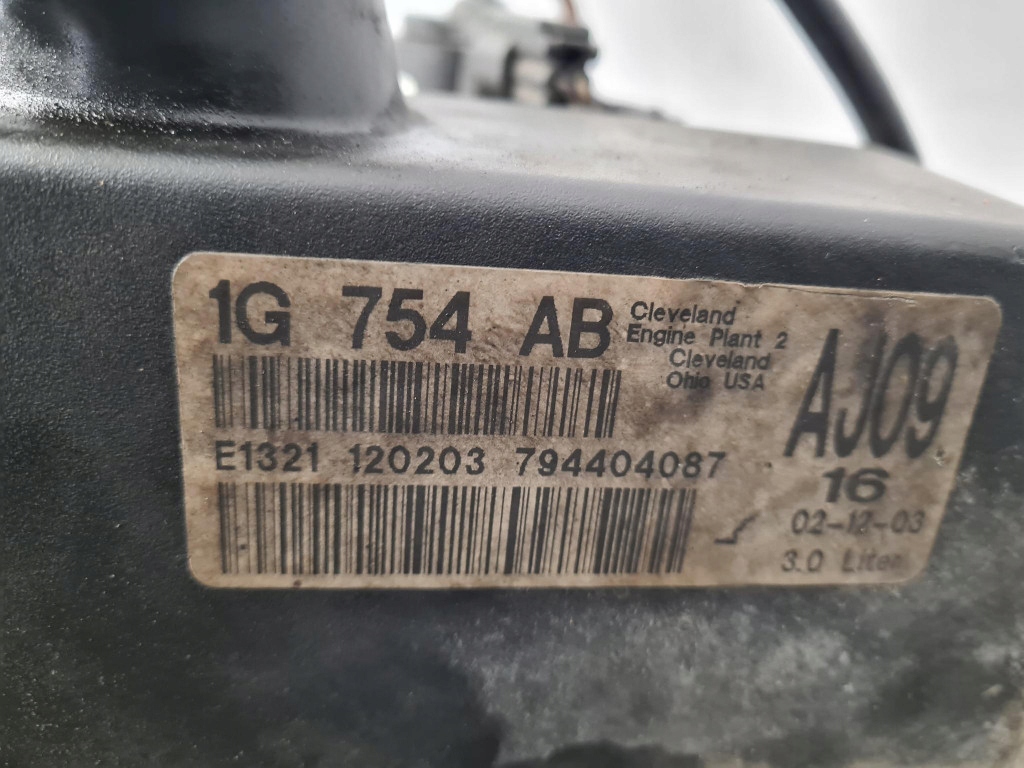 1G 754 AB
Cleveland
Engine Plant 2
Cleveland
Ohio USA
AJ09
E1321 120203 794404087
16
02-12-03
3.0 Liter